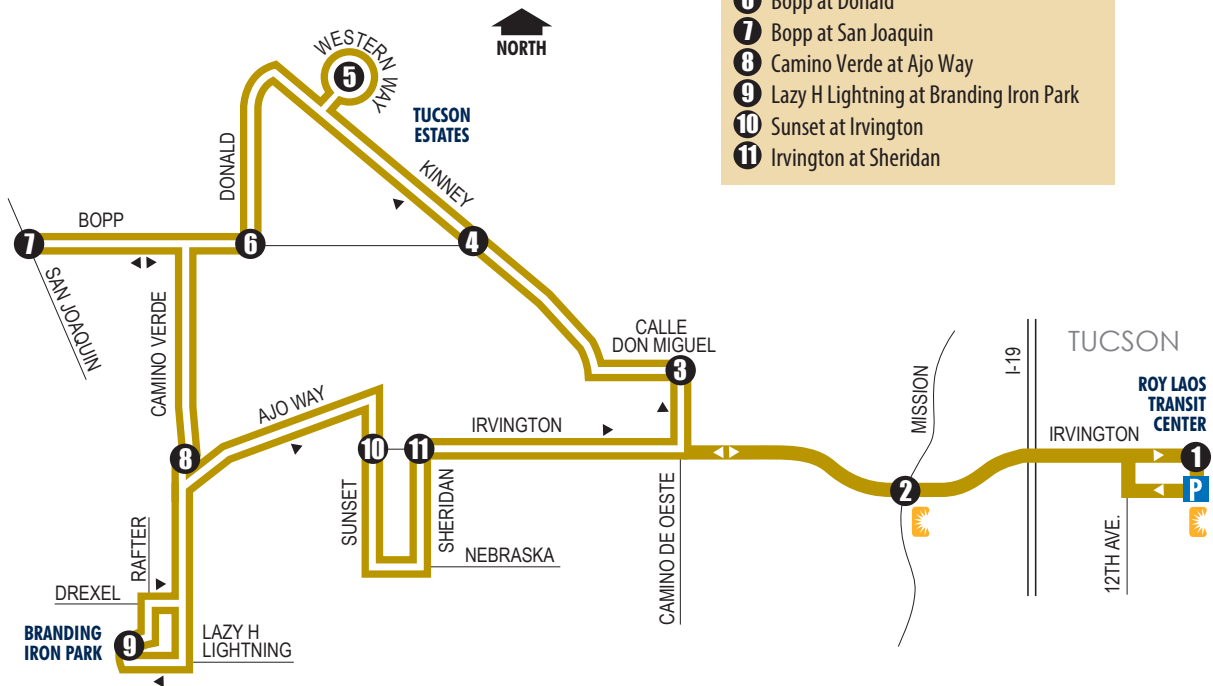 6 Bopp at Donald
7 Bopp at San Joaquin
8 Camino Verde at Ajo Way
9 Lazy H Lightning at Branding Iron Park
10 Sunset at Irvington
11 Irvington at Sheridan
NORTH
WESTERN WAY
5
TUCSON
ESTATES
DONALD
KINNEY
BOPP
7
6
4
SAN JOAQUIN
CAMINO VERDE
CALLE
DON MIGUEL
3
I-19
TUCSON
MISSION
ROY LAOS
TRANSIT
CENTER
AJO WAY
IRVINGTON
IRVINGTON
8
10
11
1
2
P
SUNSET
SHERIDAN
NEBRASKA
CAMINO DE OESTE
12TH AVE.
RAFTER
DREXEL
BRANDING
IRON PARK
9
LAZY H
LIGHTNING